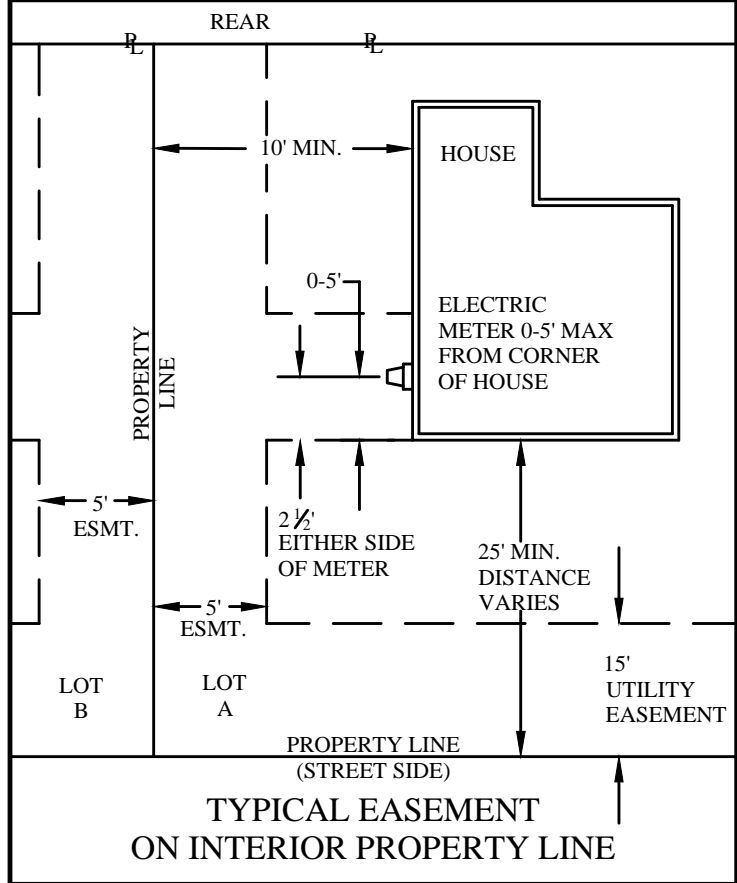 REAR
PL
PL
10' MIN.
HOUSE
0-5'
ELECTRIC
METER 0-5' MAX
FROM CORNER
OF HOUSE
PROPERTY
LINE
5'
ESMT.
2 1/2'
EITHER SIDE
OF METER
25' MIN.
DISTANCE
VARIES
5'
ESMT.
15'
UTILITY
EASEMENT
LOT
B
LOT
A
PROPERTY LINE
(STREET SIDE)
TYPICAL EASEMENT
ON INTERIOR PROPERTY LINE